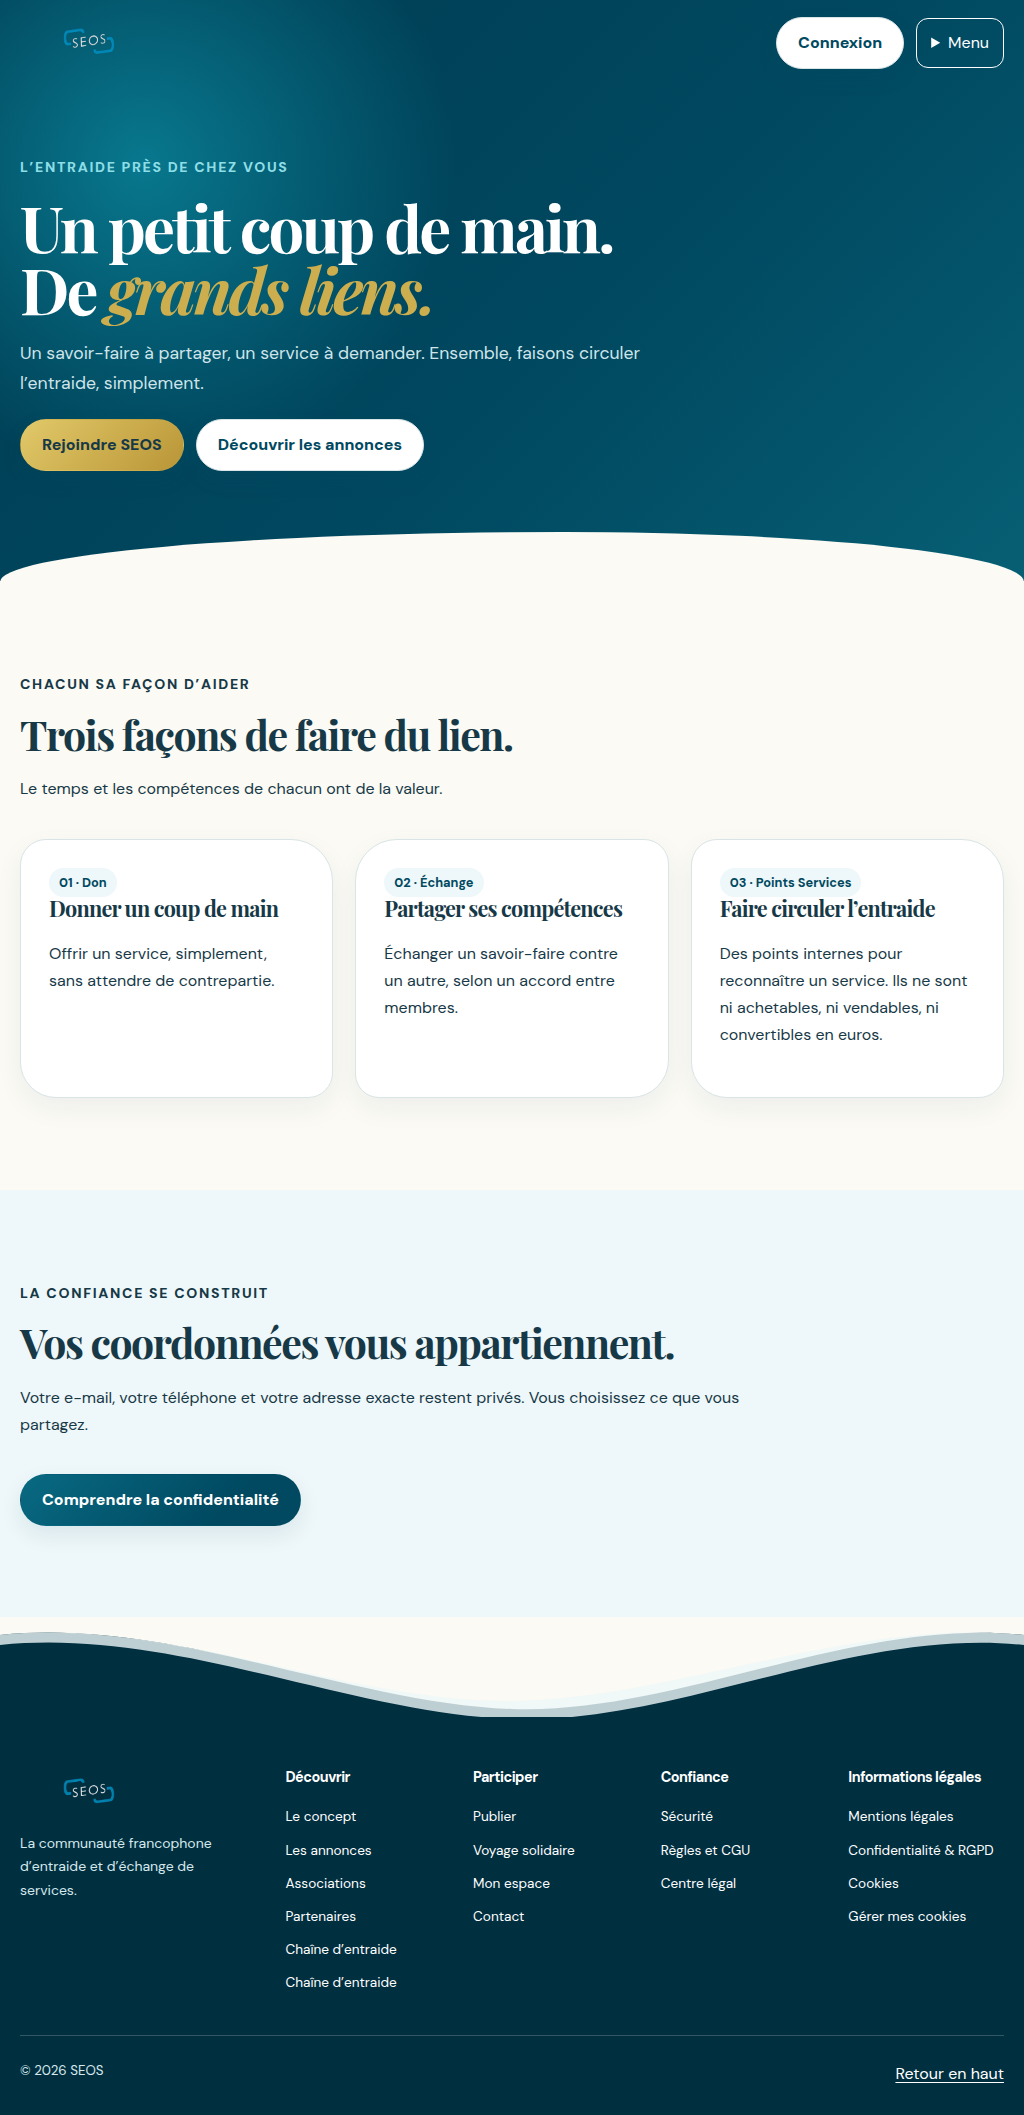 SEOS
Connexion
Menu
L’ENTRAIDE PRÈS DE CHEZ VOUS
Un petit coup de main.
De grands liens.
Un savoir-faire à partager, un service à demander. Ensemble, faisons circuler
l’entraide, simplement.
Rejoindre SEOS
Découvrir les annonces
CHACUN SA FAÇON D’AIDER
Trois façons de faire du lien.
Le temps et les compétences de chacun ont de la valeur.
01 · Don
Donner un coup de main
Offrir un service, simplement,
sans attendre de contrepartie.
02 · Échange
Partager ses compétences
Échanger un savoir-faire contre
un autre, selon un accord entre
membres.
03 · Points Services
Faire circuler l’entraide
Des points internes pour
reconnaître un service. Ils ne sont
ni achetables, ni vendables, ni
convertibles en euros.
LA CONFIANCE SE CONSTRUIT
Vos coordonnées vous appartiennent.
Votre e-mail, votre téléphone et votre adresse exacte restent privés. Vous choisissez ce que vous
partagez.
Comprendre la confidentialité
SEOS
La communauté francophone
d’entraide et d’échange de
services.
Découvrir
Le concept
Les annonces
Associations
Partenaires
Chaîne d’entraide
Chaîne d’entraide
Participer
Publier
Voyage solidaire
Mon espace
Contact
Confiance
Sécurité
Règles et CGU
Centre légal
Informations légales
Mentions légales
Confidentialité & RGPD
Cookies
Gérer mes cookies
© 2026 SEOS
Retour en haut